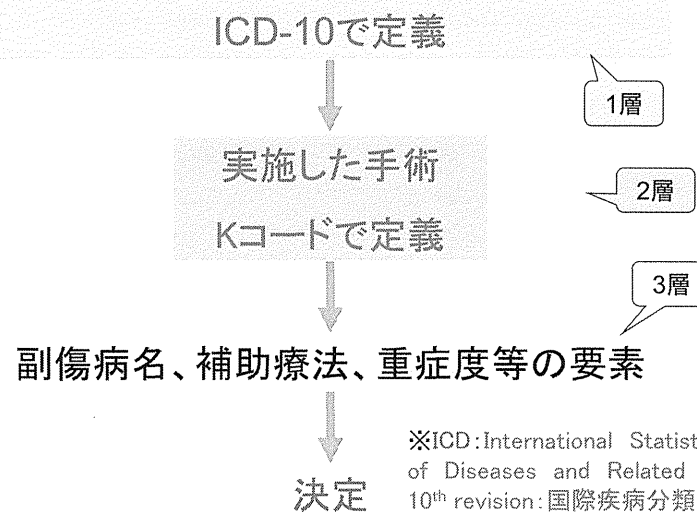 ICD-10で定義
1層
実施した手術
2層
Kコードで定義
3層
副傷病名、補助療法、重症度等の要素
※ICD:International Statist
of Diseases and Related
決定
10th revision:国際疾病分類